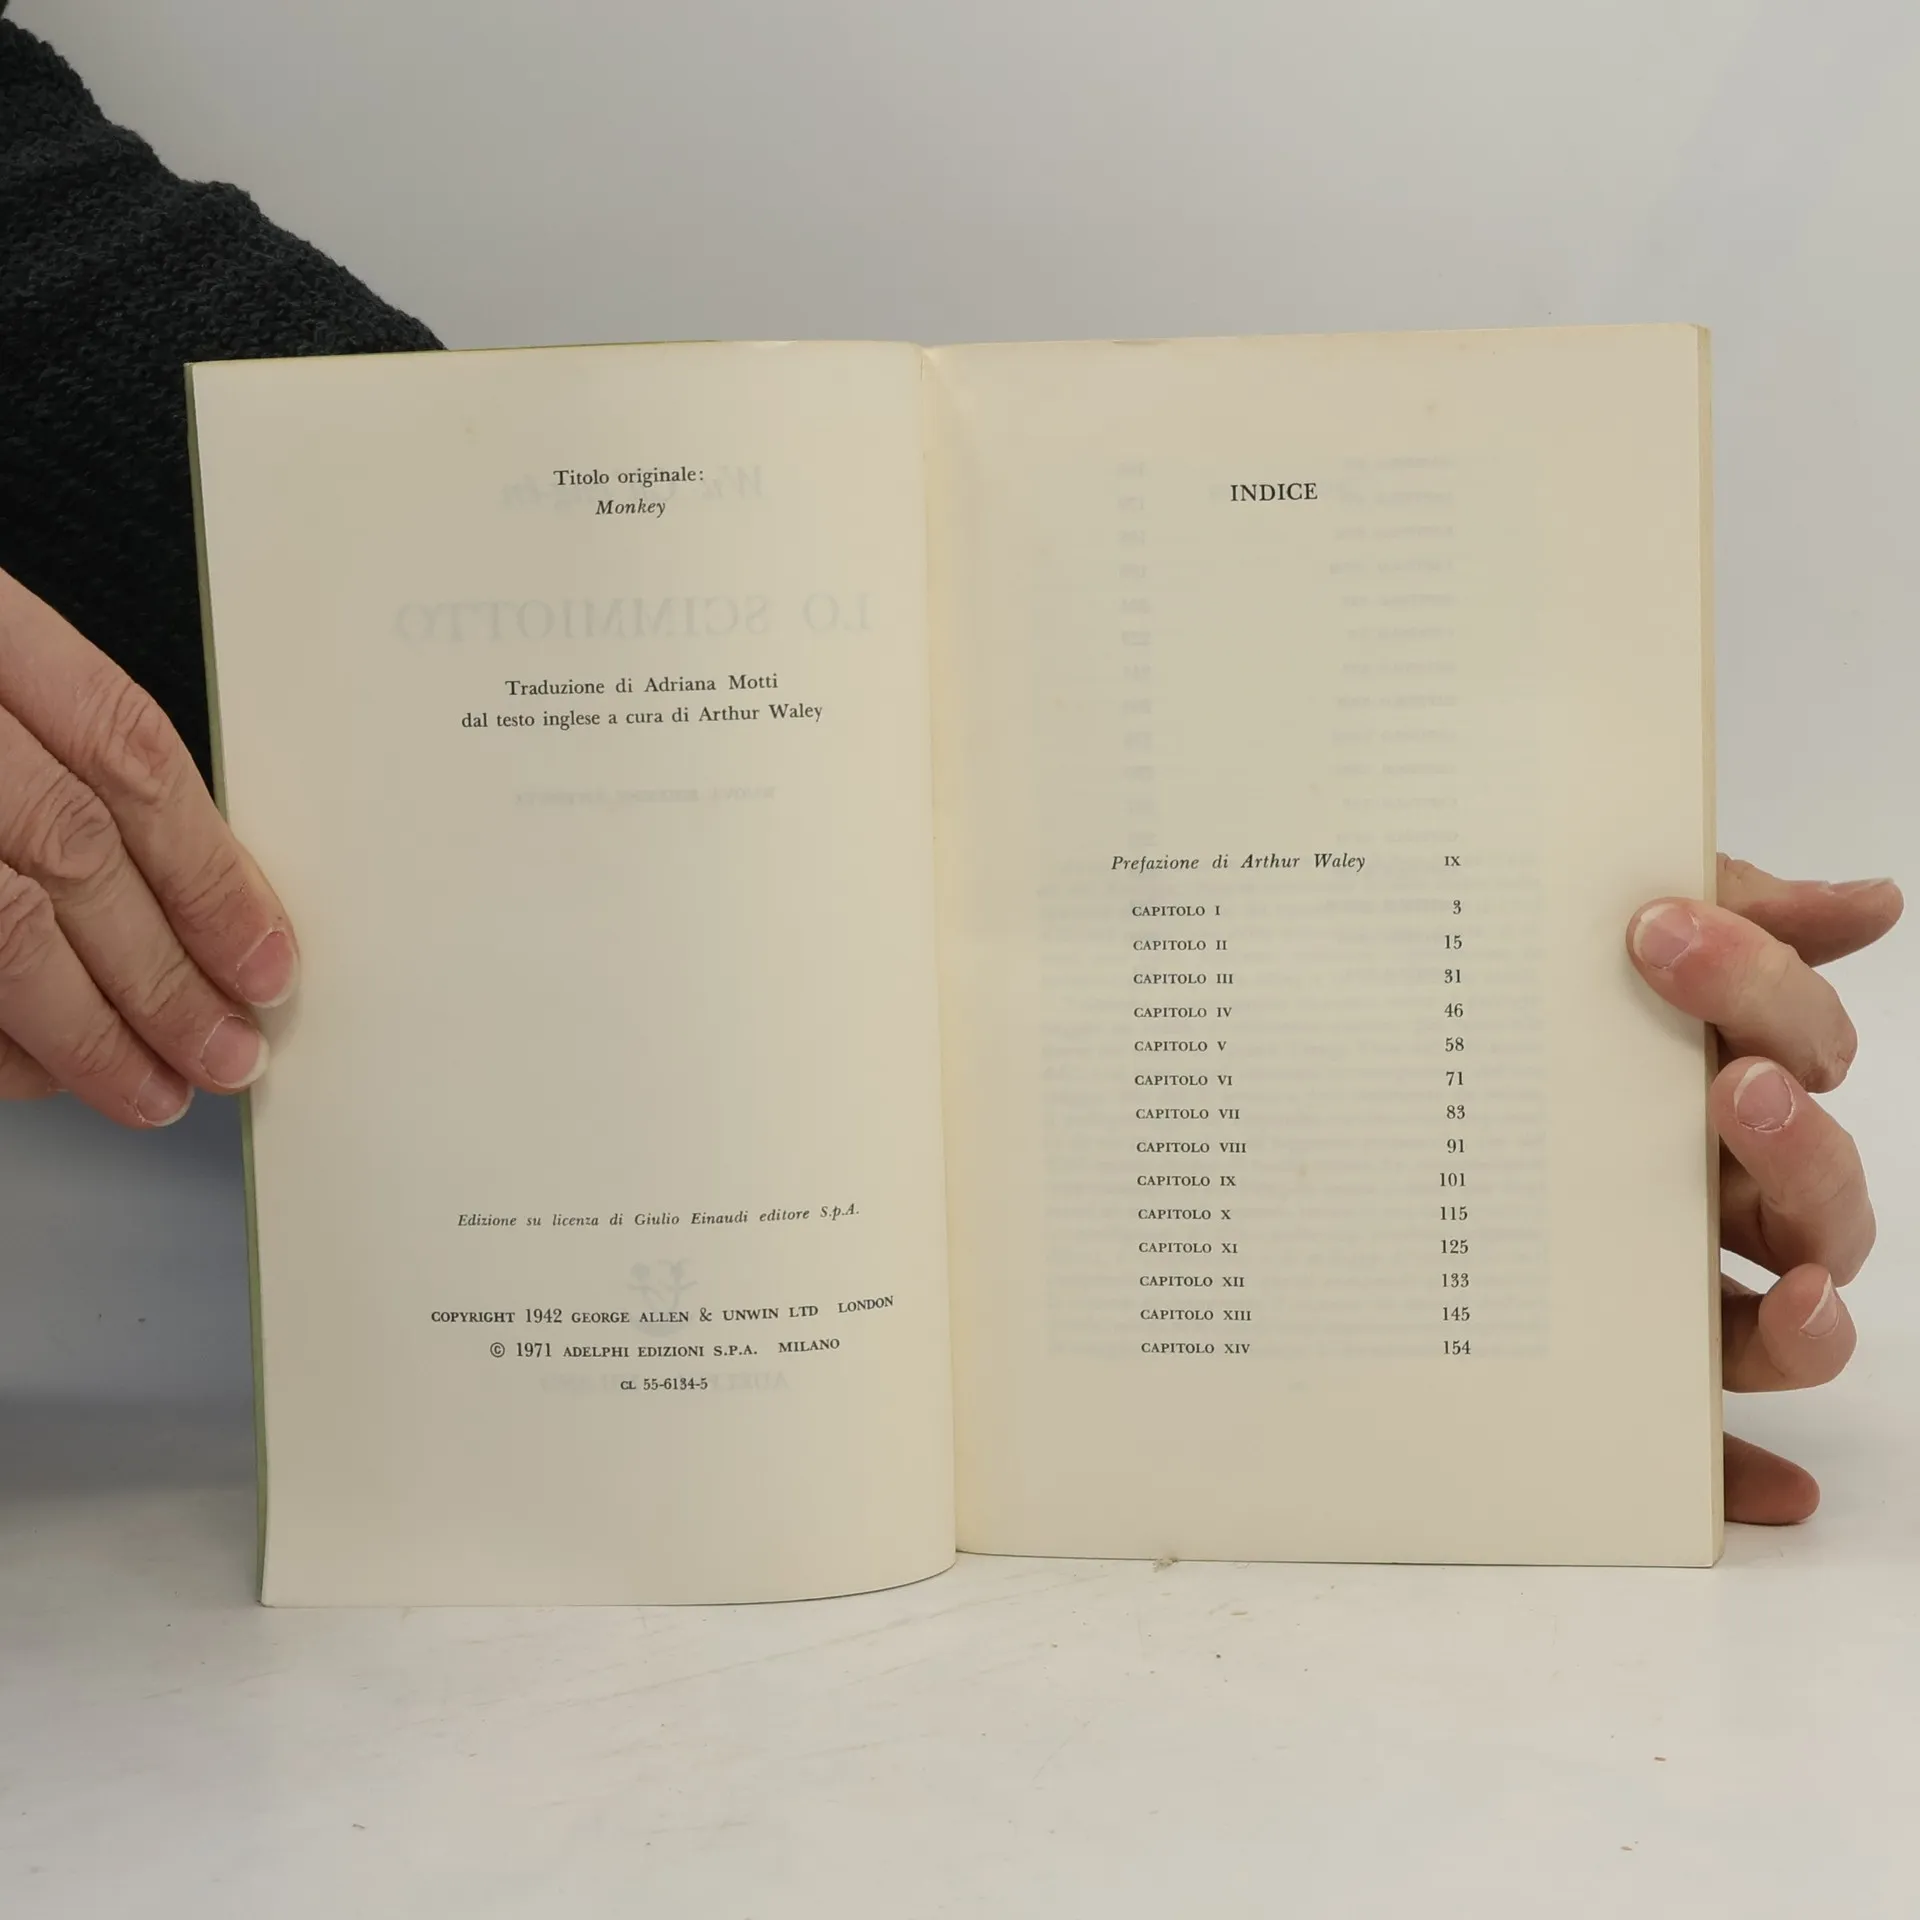 Titolo originale:
Monkey
LO SCIMMIOTTO
Traduzione di Adriana Motti
dal testo inglese a cura di Arthur Waley
Edizione su licenza di Giulio Einaudi editore S.p.A.
COPYRIGHT 1942 GEORGE ALLEN & UNWIN LTD LONDON
© 1971 ADELPHI EDIZIONI S.P.A. MILANO
CL 55-6134-5
INDICE
Prefazione di Arthur Waley IX
CAPITOLO I 3
CAPITOLO II 15
CAPITOLO III 31
CAPITOLO IV 46
CAPITOLO V 58
CAPITOLO VI 71
CAPITOLO VII 83
CAPITOLO VIII 91
CAPITOLO IX 101
CAPITOLO X 115
CAPITOLO XI 125
CAPITOLO XII 133
CAPITOLO XIII 145
CAPITOLO XIV 154